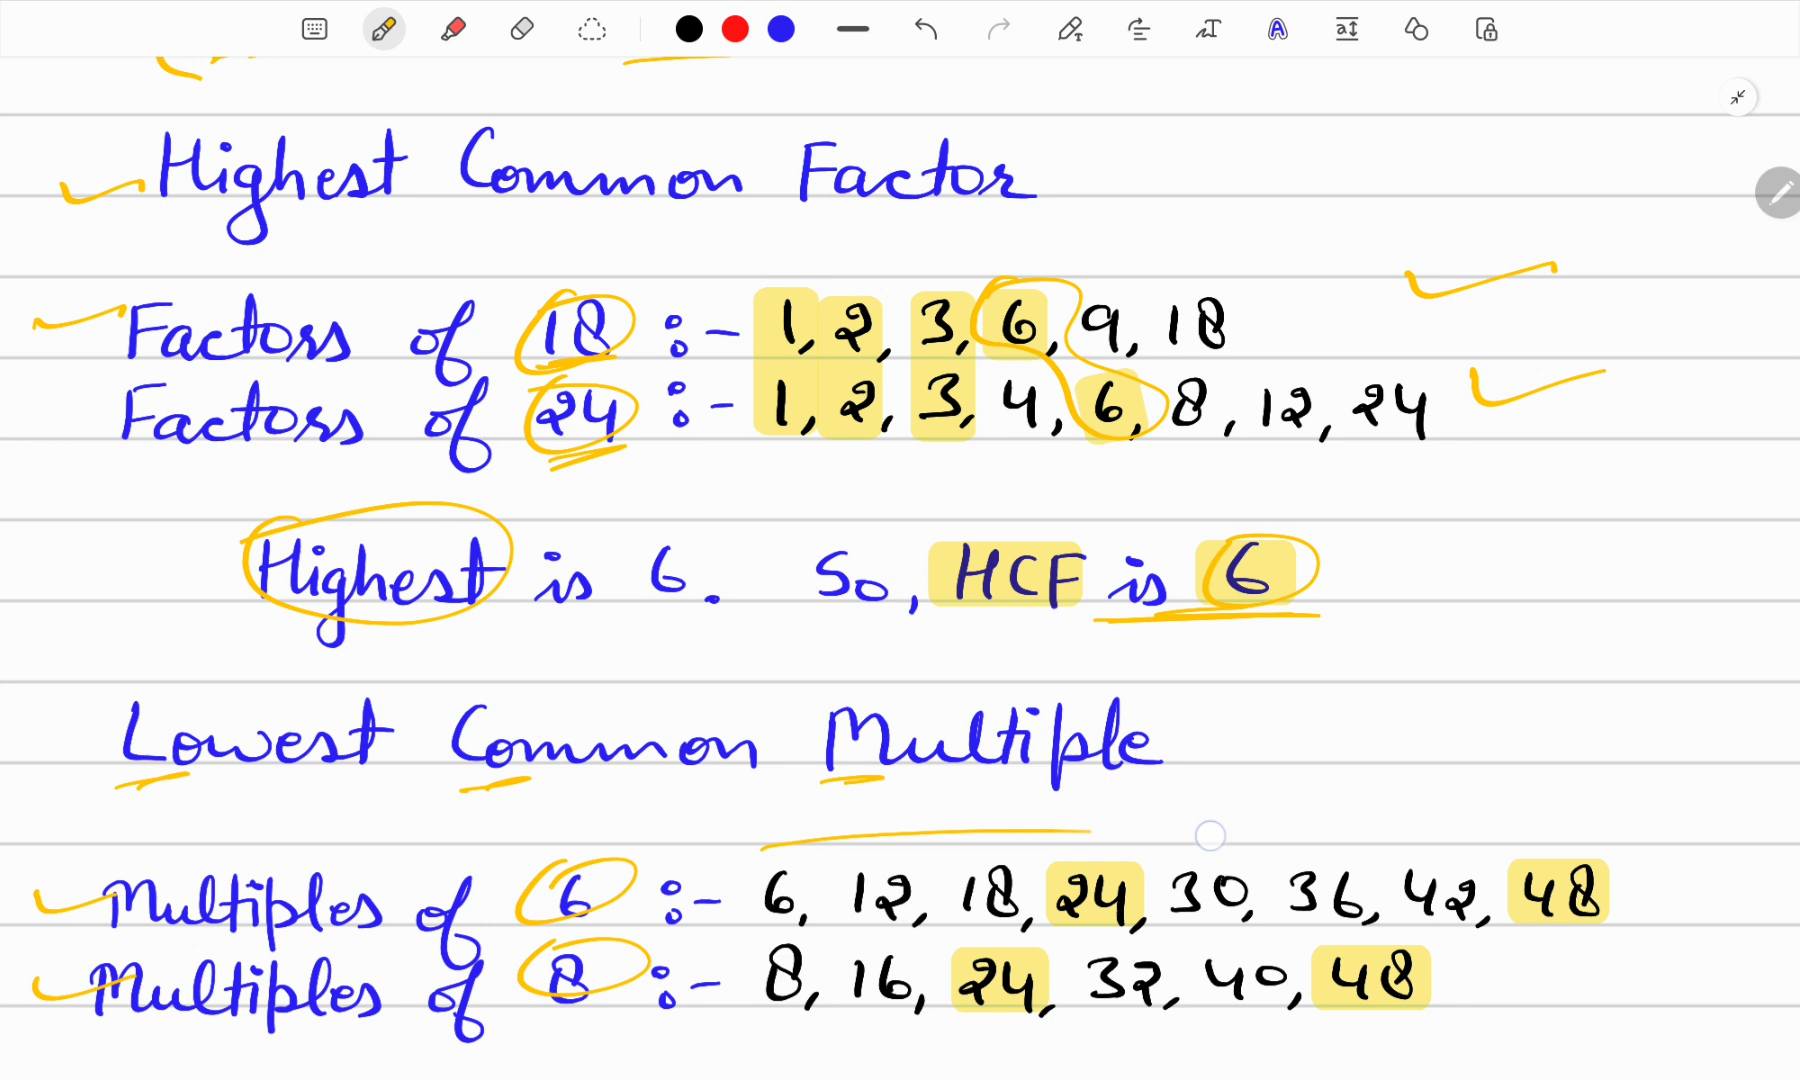 Highest Common Factor
Factors of 18 :- 1, 2, 3, 6, 9, 18
Factors of 24 :- 1, 2, 3, 4, 6, 8, 12, 24
Highest is 6. So, HCF is 6
Lowest Common Multiple
Multiples of 6 :- 6, 12, 18, 24, 30, 36, 42, 48
Multiples of 8 :- 8, 16, 24, 32, 40, 48